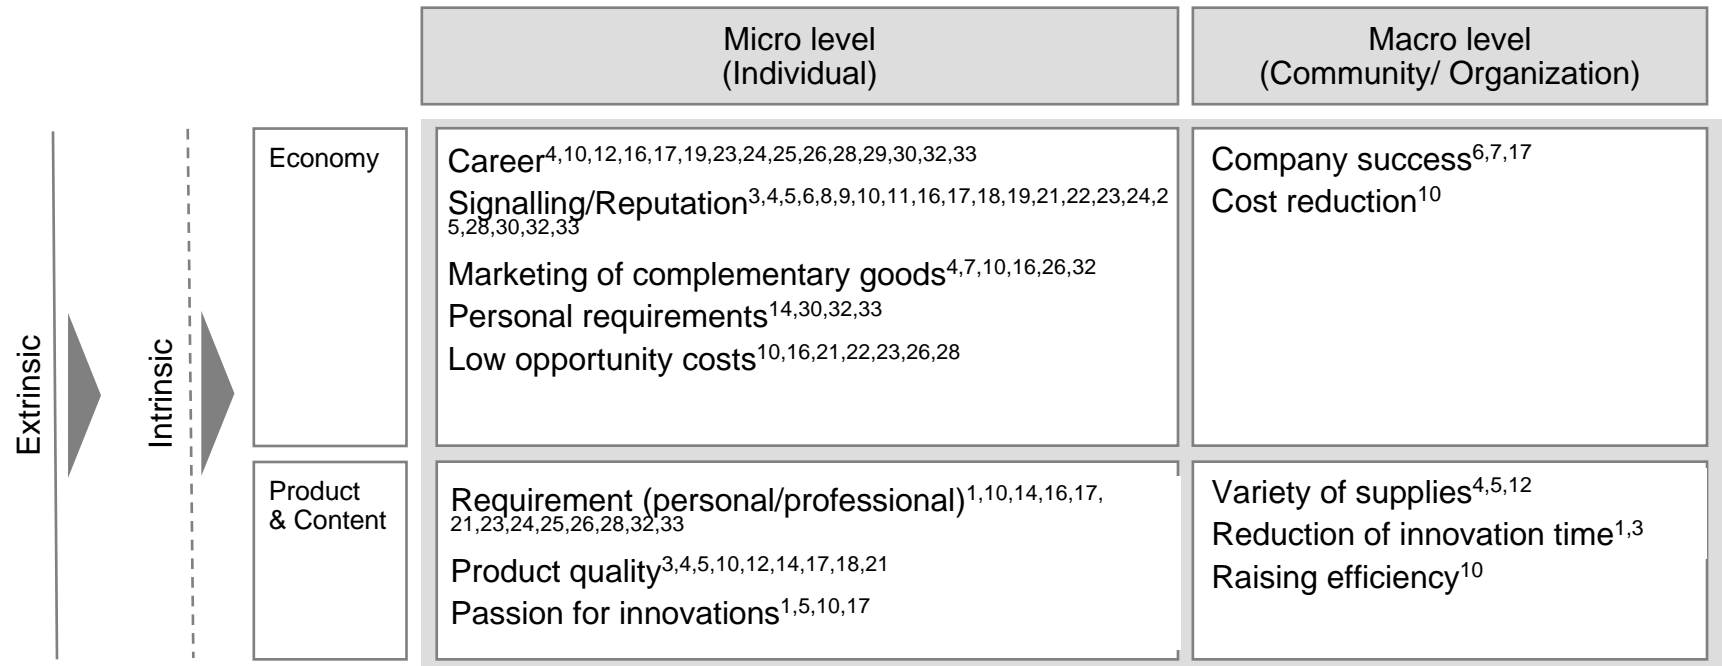 Micro level
(Individual)
Macro level
(Community/ Organization)
Extrinsic
Intrinsic
Economy
Career4,10,12,16,17,19,23,24,25,26,28,29,30,32,33
Signalling/Reputation3,4,5,6,8,9,10,11,16,17,18,19,21,22,23,24,2
5,28,30,32,33
Marketing of complementary goods4,7,10,16,26,32
Personal requirements14,30,32,33
Low opportunity costs10,16,21,22,23,26,28
Company success6,7,17
Cost reduction10
Product
& Content
Requirement (personal/professional)1,10,14,16,17,
21,23,24,25,26,28,32,33
Product quality3,4,5,10,12,14,17,18,21
Passion for innovations1,5,10,17
Variety of supplies4,5,12
Reduction of innovation time1,3
Raising efficiency10